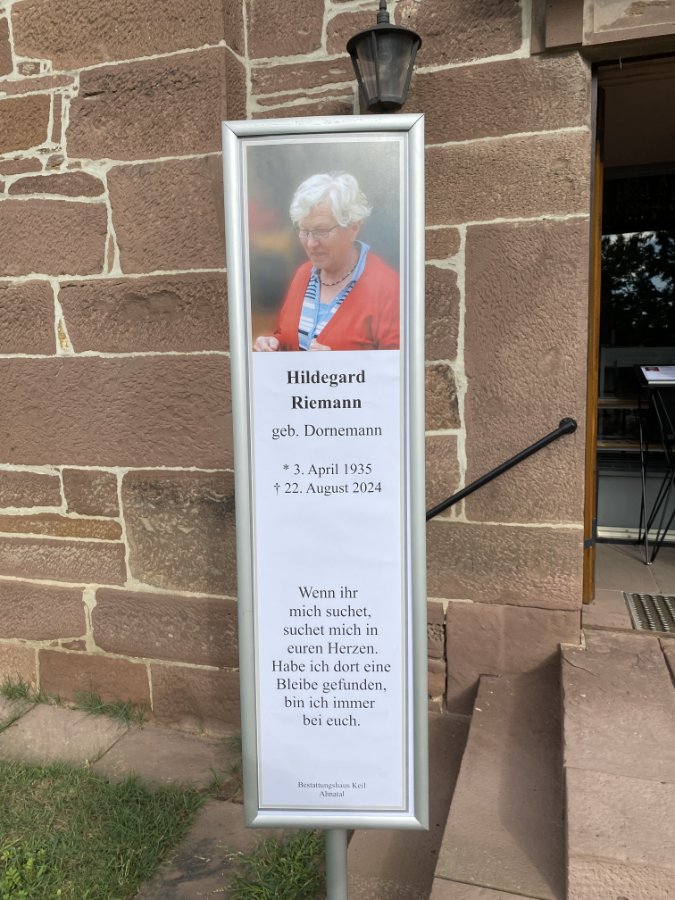 Hildegard
Riemann
geb. Dornemann
* 3. April 1935
† 22. August 2024
Wenn ihr
mich suchet,
suchet mich in
euren Herzen.
Habe ich dort eine
Bleibe gefunden,
bin ich immer
bei euch.
Bestattungshaus Keil
Ahnatal